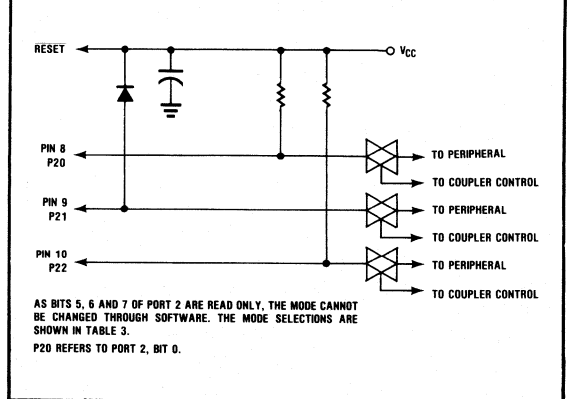 RESET
VCC
PIN 8
P20
TO PERIPHERAL
TO COUPLER CONTROL
PIN 9
P21
TO PERIPHERAL
TO COUPLER CONTROL
PIN 10
P22
TO PERIPHERAL
TO COUPLER CONTROL
AS BITS 5, 6 AND 7 OF PORT 2 ARE READ ONLY, THE MODE CANNOT
BE CHANGED THROUGH SOFTWARE. THE MODE SELECTIONS ARE
SHOWN IN TABLE 3.
P20 REFERS TO PORT 2, BIT 0.